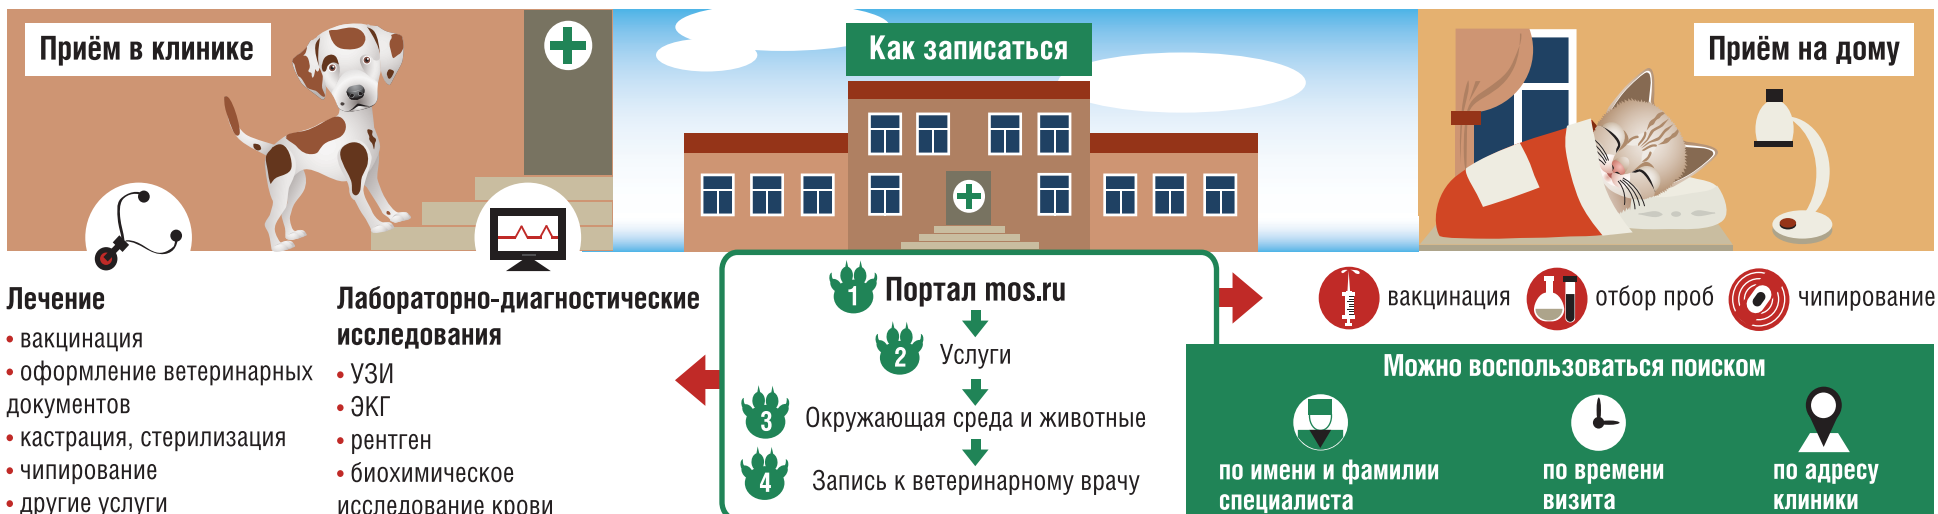 Приём в клинике
Как записаться
Приём на дому
Лечение
• вакцинация
• оформление ветеринарных
документов
• кастрация, стерилизация
• чипирование
• другие услуги
Лабораторно-диагностические
исследования
• УЗИ
• ЭКГ
• рентген
• биохимическое
исследование крови
1 Портал mos.ru
2 Услуги
3 Окружающая среда и животные
4 Запись к ветеринарному врачу
вакцинация
отбор проб
чипирование
Можно воспользоваться поиском
по имени и фамилии
специалиста
по времени
визита
по адресу
клиники